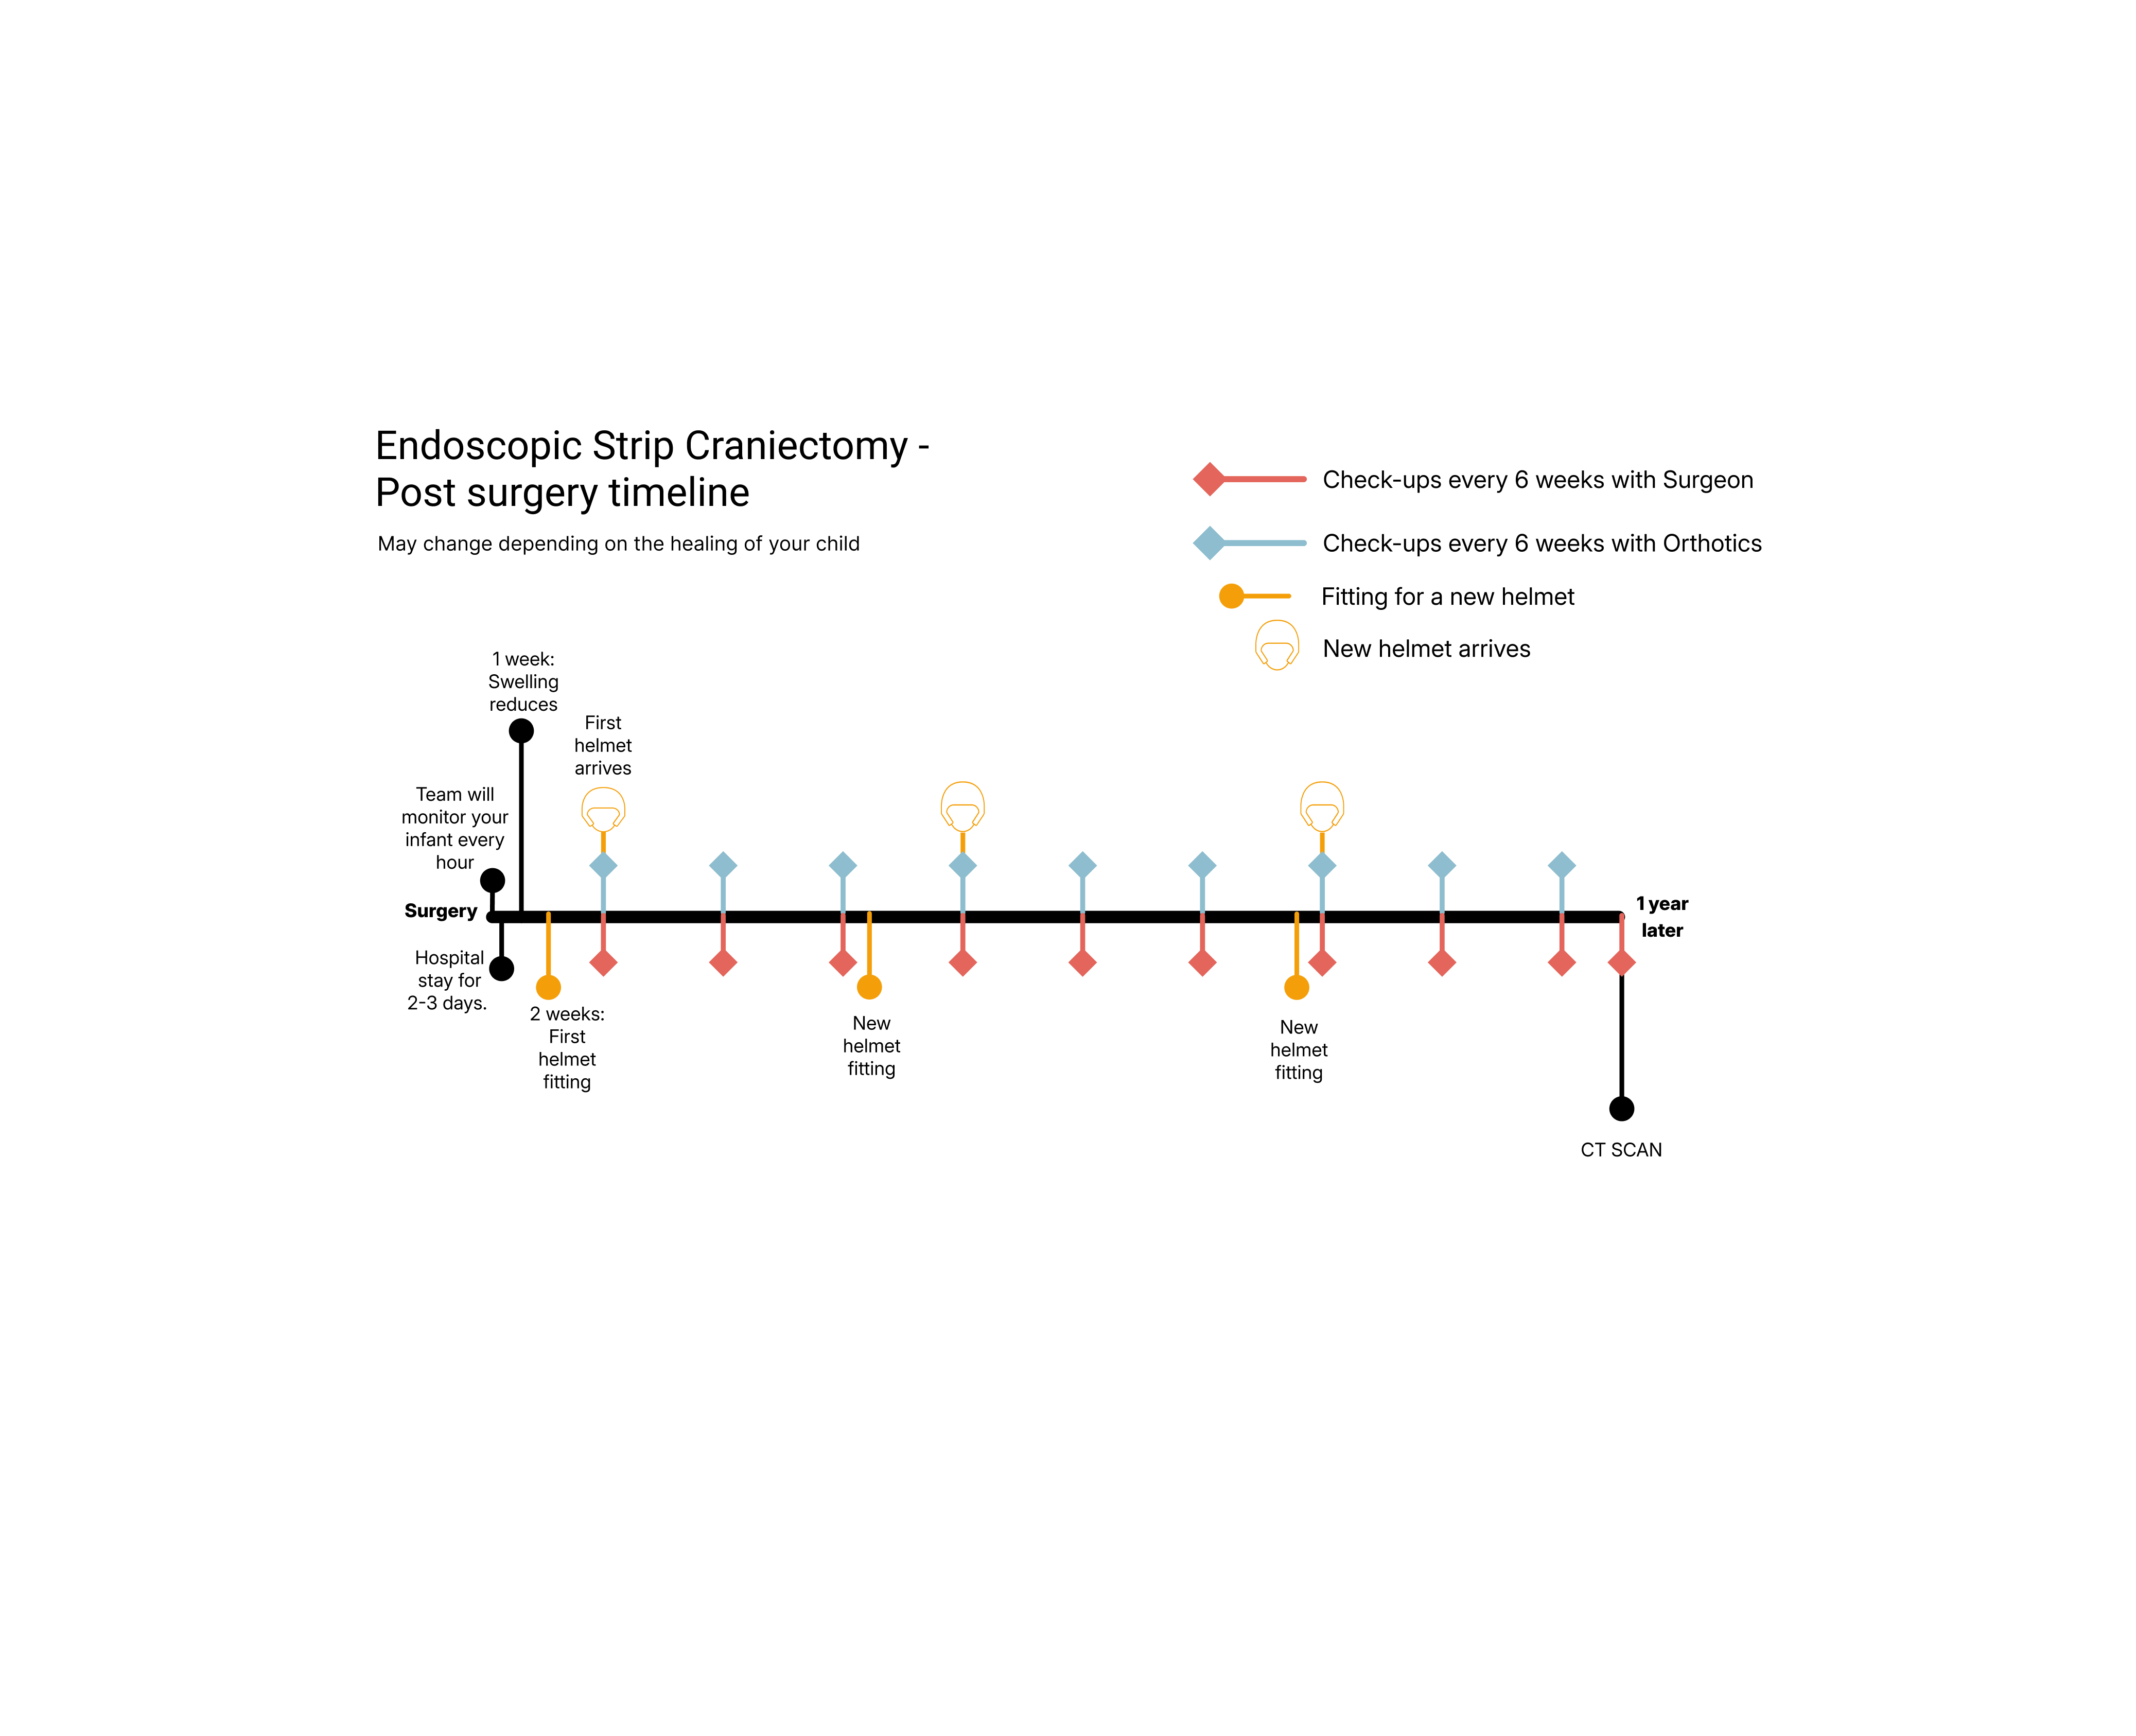 Endoscopic Strip Craniectomy -
Post surgery timeline
May change depending on the healing of your child
Check-ups every 6 weeks with Surgeon
Check-ups every 6 weeks with Orthotics
Fitting for a new helmet
New helmet arrives
1 week:
Swelling
reduces
First
helmet
arrives
Team will
monitor your
infant every
hour
Surgery
1 year
later
Hospital
stay for
2-3 days.
2 weeks:
First
helmet
fitting
New
helmet
fitting
New
helmet
fitting
CT SCAN